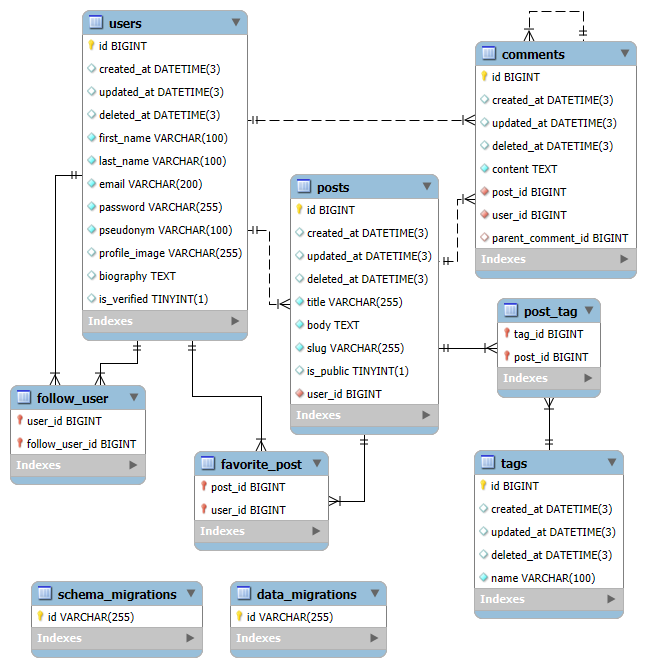 users
id BIGINT
created_at DATETIME(3)
updated_at DATETIME(3)
deleted_at DATETIME(3)
first_name VARCHAR(100)
last_name VARCHAR(100)
email VARCHAR(200)
password VARCHAR(255)
pseudonym VARCHAR(100)
profile_image VARCHAR(255)
biography TEXT
is_verified TINYINT(1)
Indexes
comments
id BIGINT
created_at DATETIME(3)
updated_at DATETIME(3)
deleted_at DATETIME(3)
content TEXT
post_id BIGINT
user_id BIGINT
parent_comment_id BIGINT
Indexes
posts
id BIGINT
created_at DATETIME(3)
updated_at DATETIME(3)
deleted_at DATETIME(3)
title VARCHAR(255)
body TEXT
slug VARCHAR(255)
is_public TINYINT(1)
user_id BIGINT
Indexes
post_tag
tag_id BIGINT
post_id BIGINT
Indexes
follow_user
user_id BIGINT
follow_user_id BIGINT
Indexes
favorite_post
post_id BIGINT
user_id BIGINT
Indexes
tags
id BIGINT
created_at DATETIME(3)
updated_at DATETIME(3)
deleted_at DATETIME(3)
name VARCHAR(100)
Indexes
schema_migrations
id VARCHAR(255)
Indexes
data_migrations
id VARCHAR(255)
Indexes